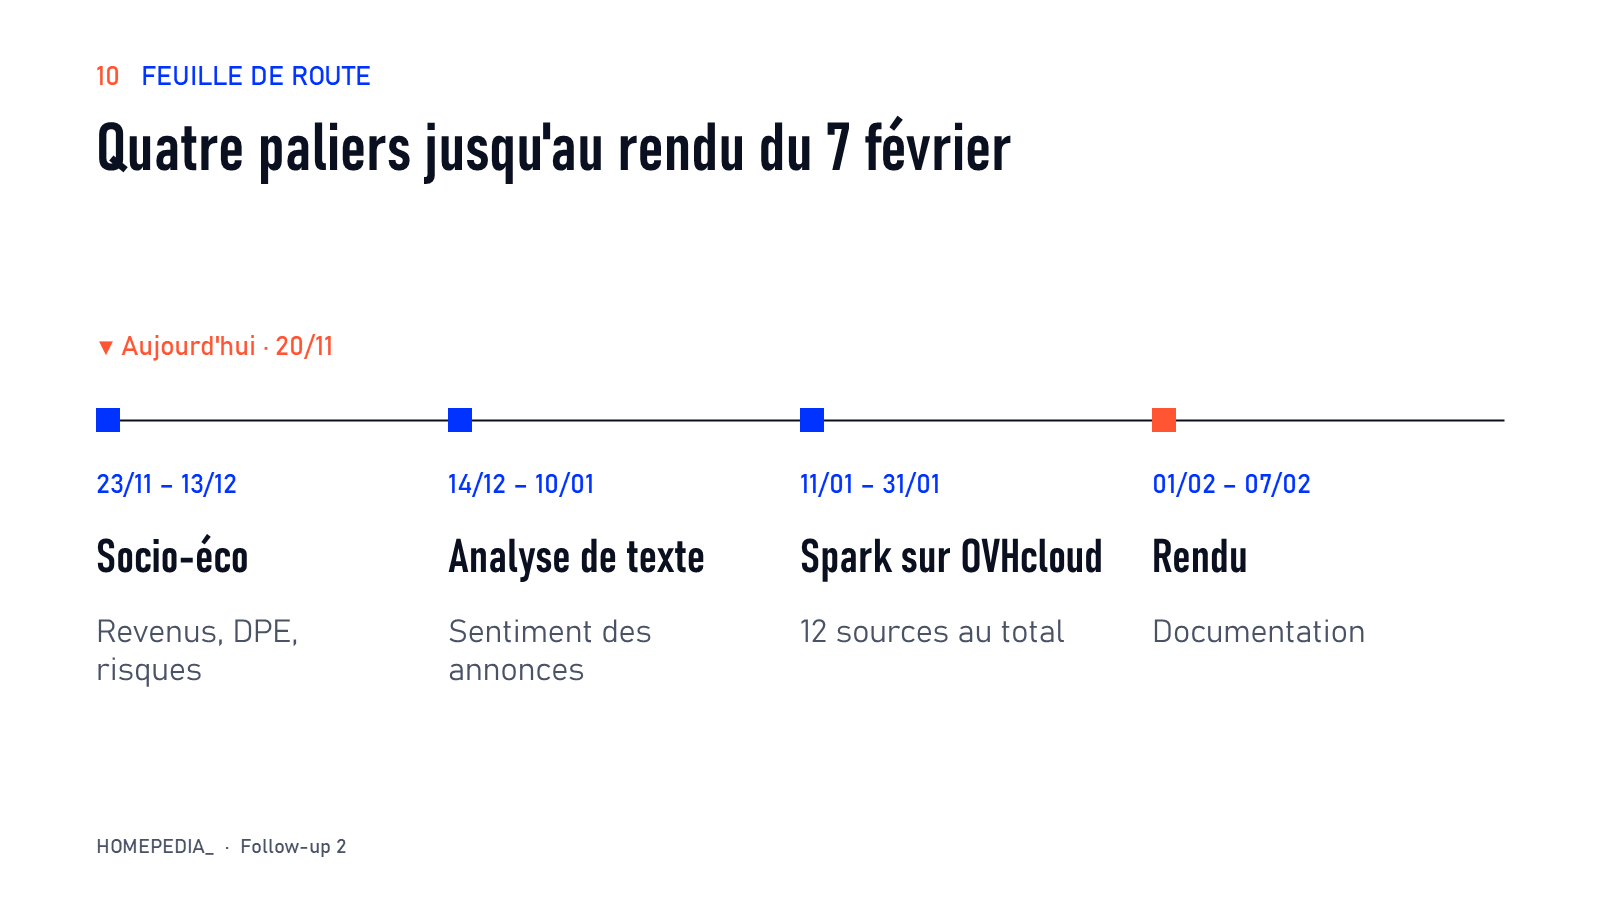 10 FEUILLE DE ROUTE
Quatre paliers jusqu'au rendu du 7 février
▼ Aujourd'hui · 20/11
23/11 – 13/12
Socio-éco
Revenus, DPE,
risques
14/12 – 10/01
Analyse de texte
Sentiment des
annonces
11/01 – 31/01
Spark sur OVHcloud
12 sources au total
01/02 – 07/02
Rendu
Documentation
HOMEPEDIA_ · Follow-up 2